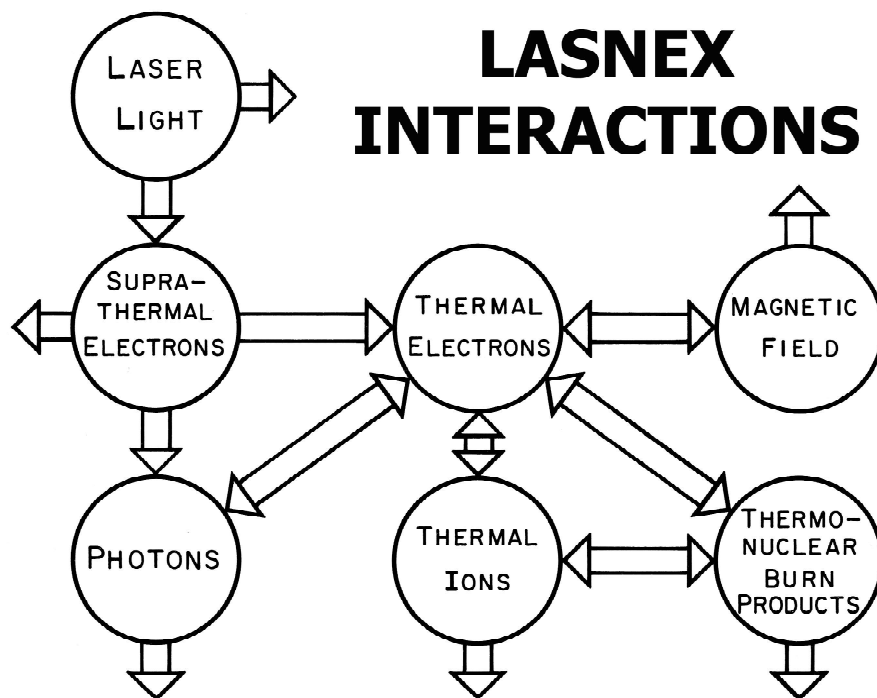 LASNEX
INTERACTIONS
LASER
LIGHT
SUPRA-
THERMAL
ELECTRONS
THERMAL
ELECTRONS
MAGNETIC
FIELD
PHOTONS
THERMAL
IONS
THERMO-
NUCLEAR
BURN
PRODUCTS